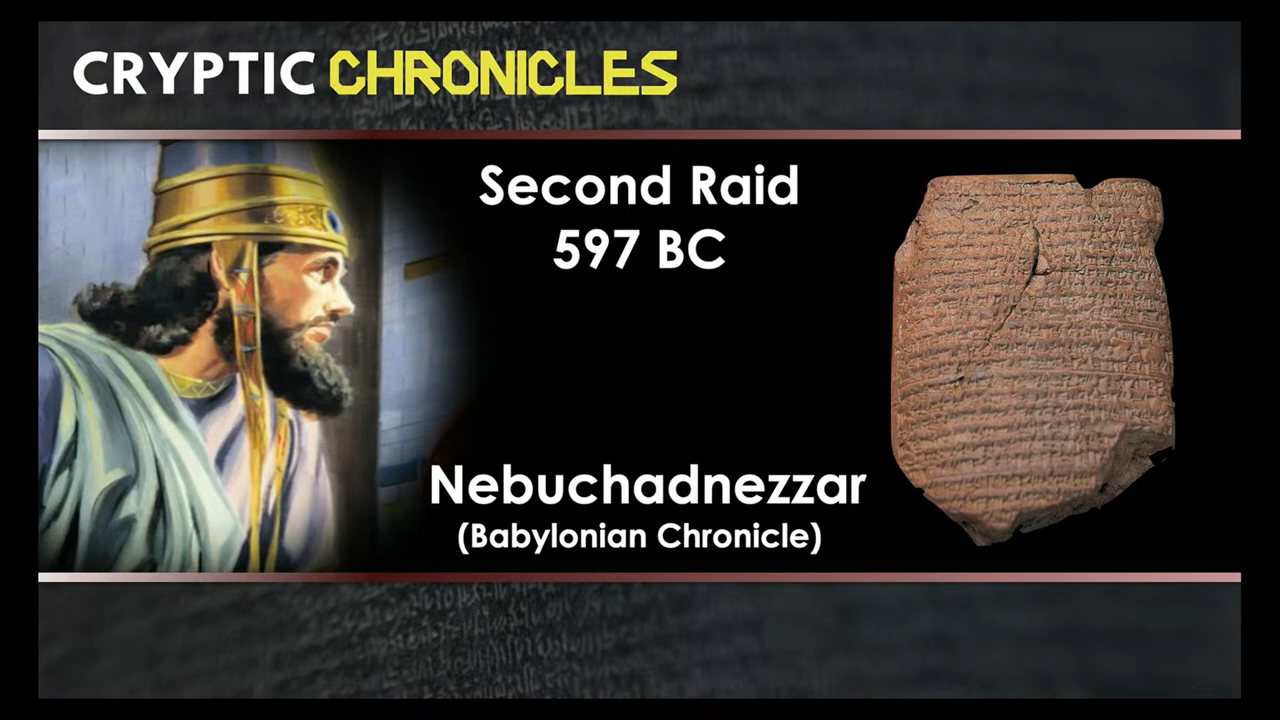 CRYPTIC CHRONICLES
Second Raid
597 BC
Nebuchadnezzar
(Babylonian Chronicle)